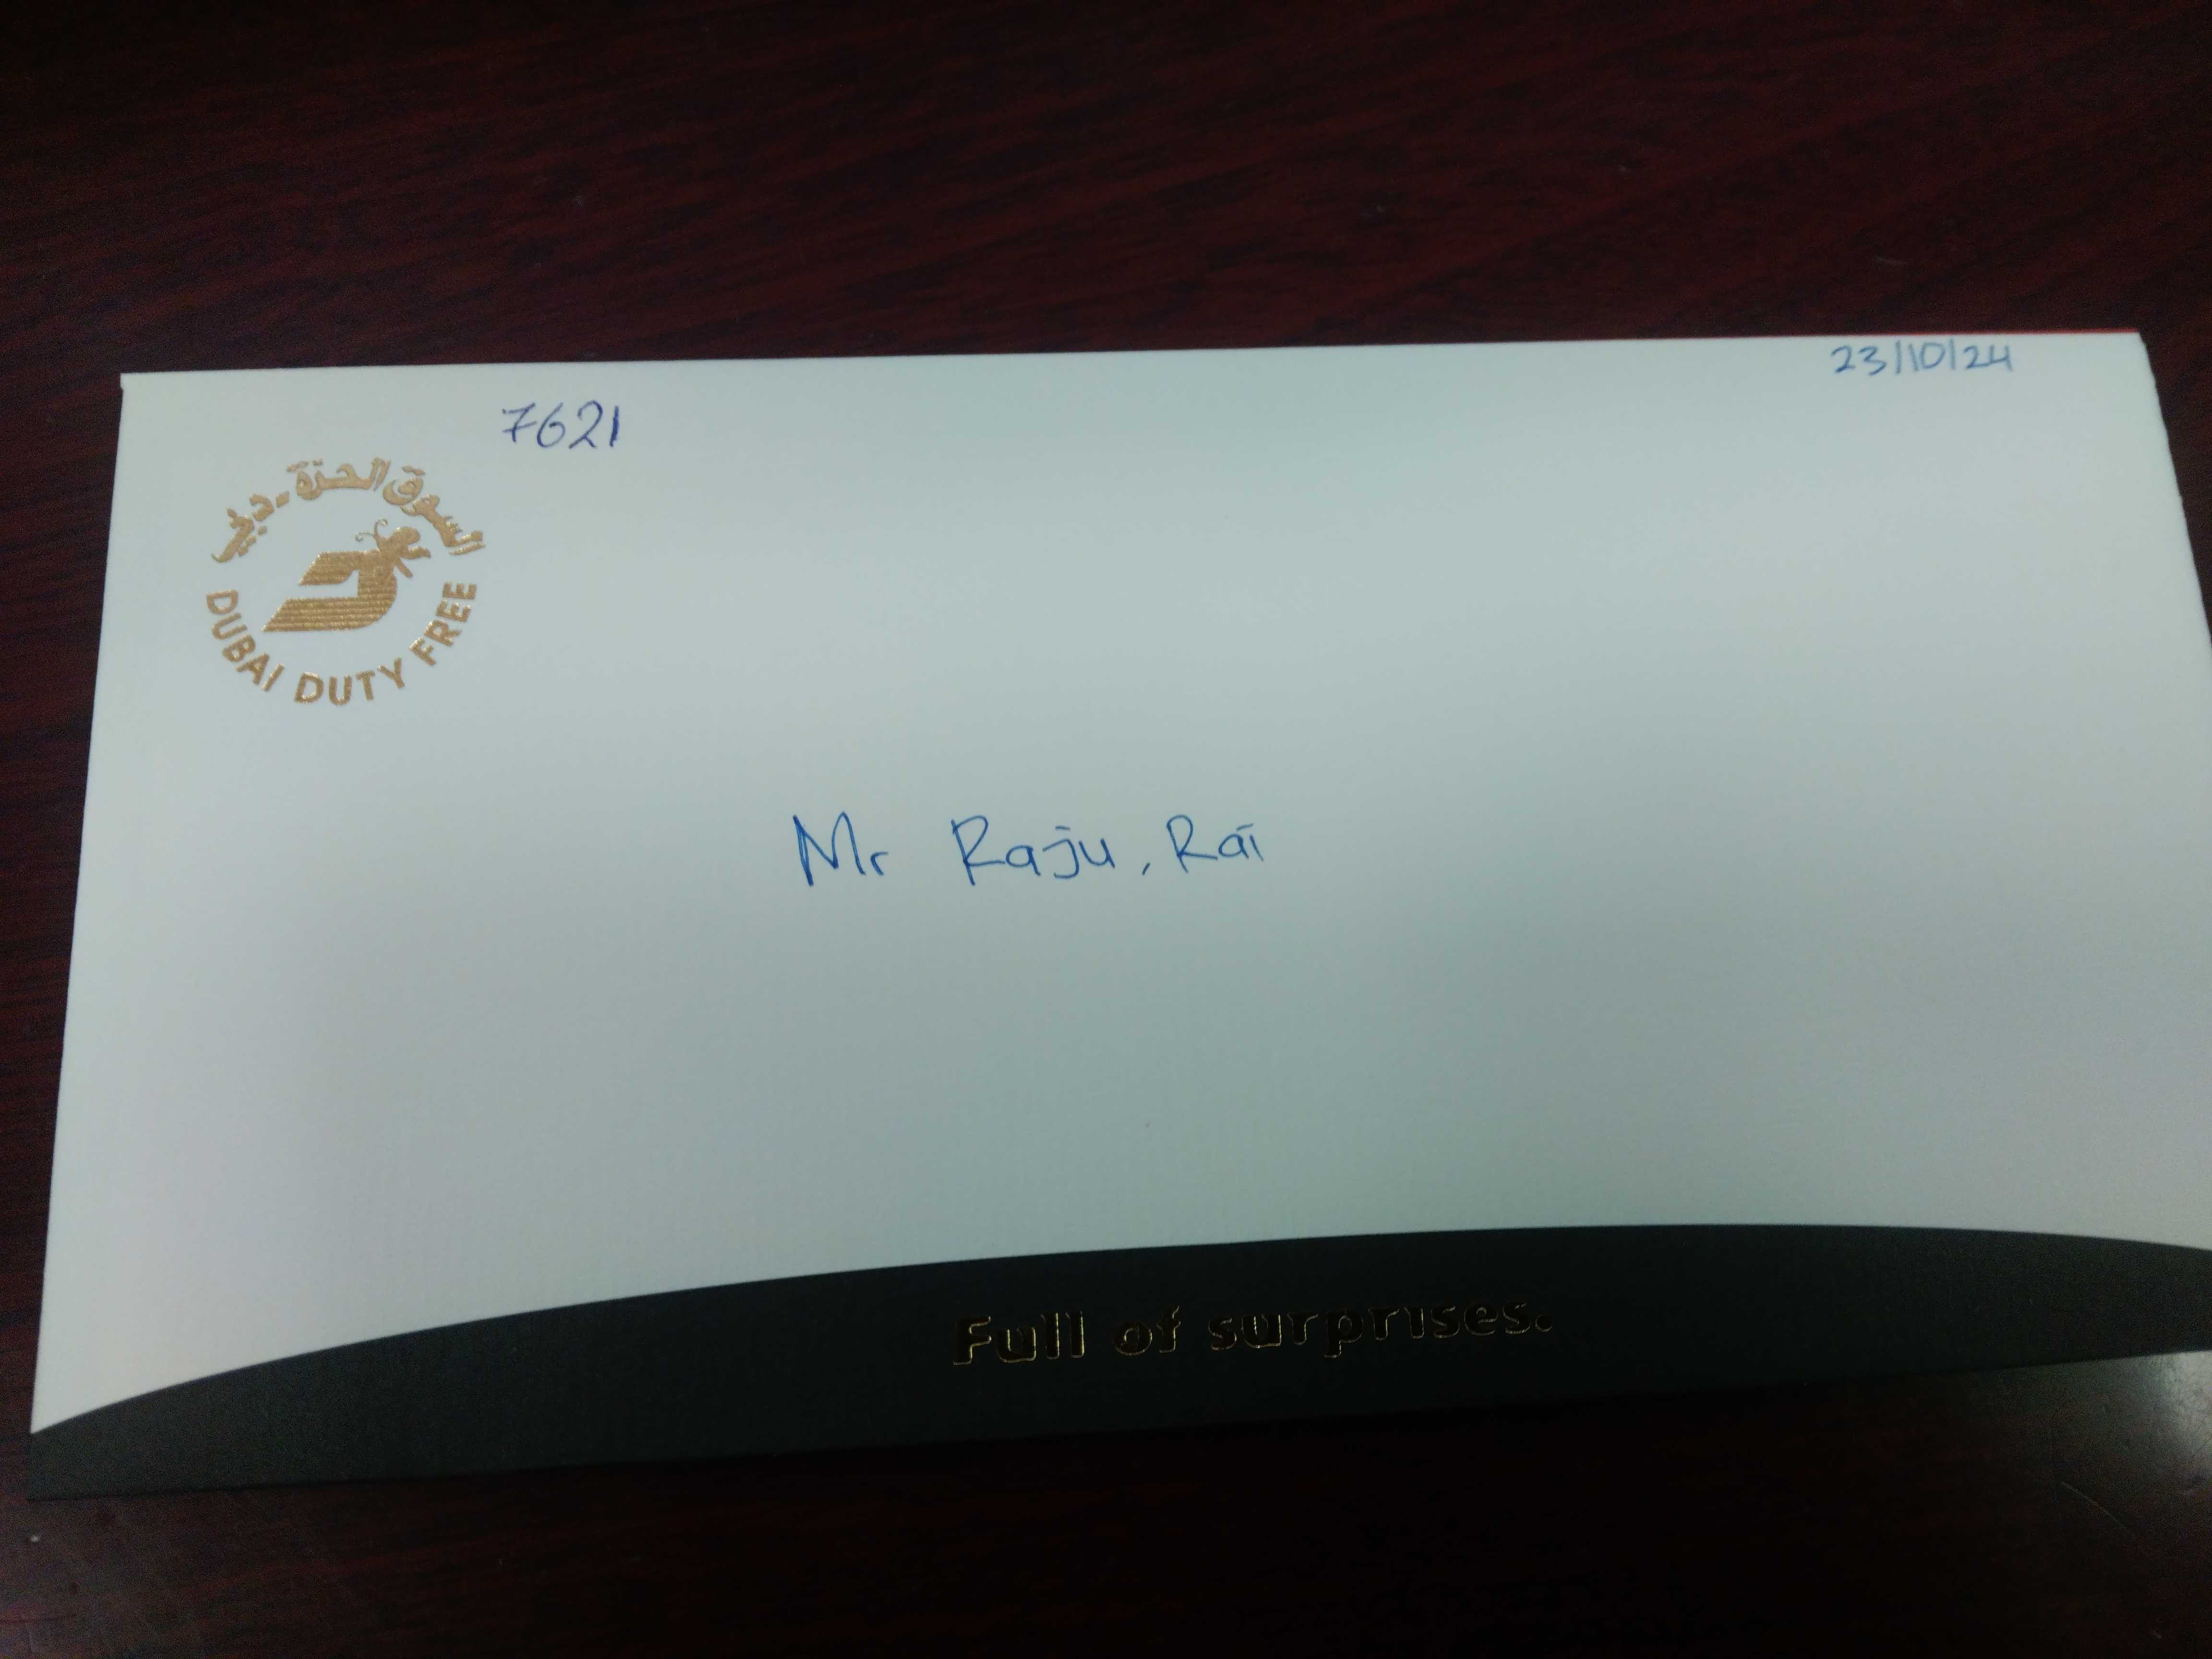 23/10/24
7621
السوق الحرة - دبي
DUBAI DUTY FREE
Mr Raju, Rai
Full of surprises.